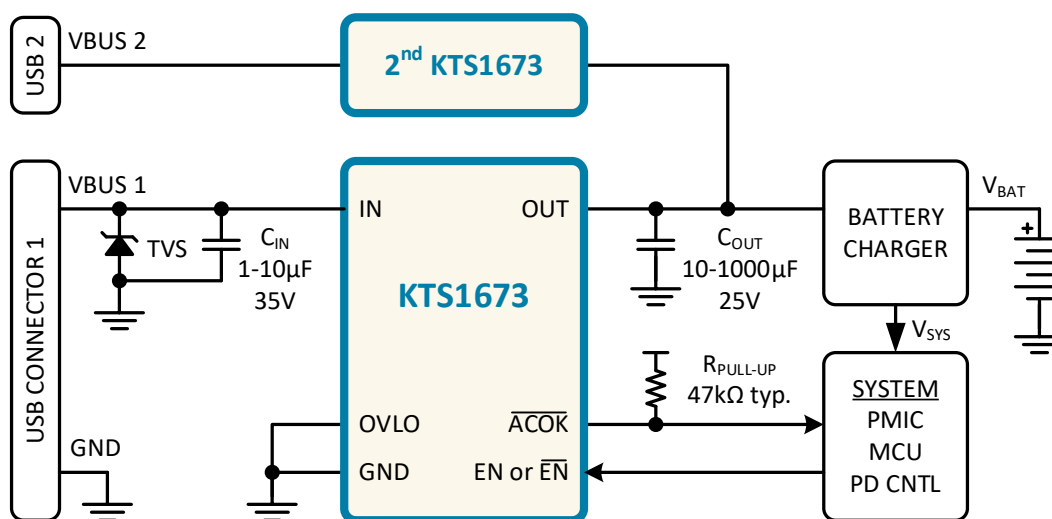 USB 2
VBUS 2
2nd KTS1673
USB CONNECTOR 1
VBUS 1
TVS
CIN
1-10µF
35V
GND
IN
OUT
KTS1673
OVLO
GND
ACOK
EN or EN
COUT
10-1000µF
25V
RPULL-UP
47kΩ typ.
BATTERY
CHARGER
VBAT
+
VSYS
SYSTEM
PMIC
MCU
PD CNTL